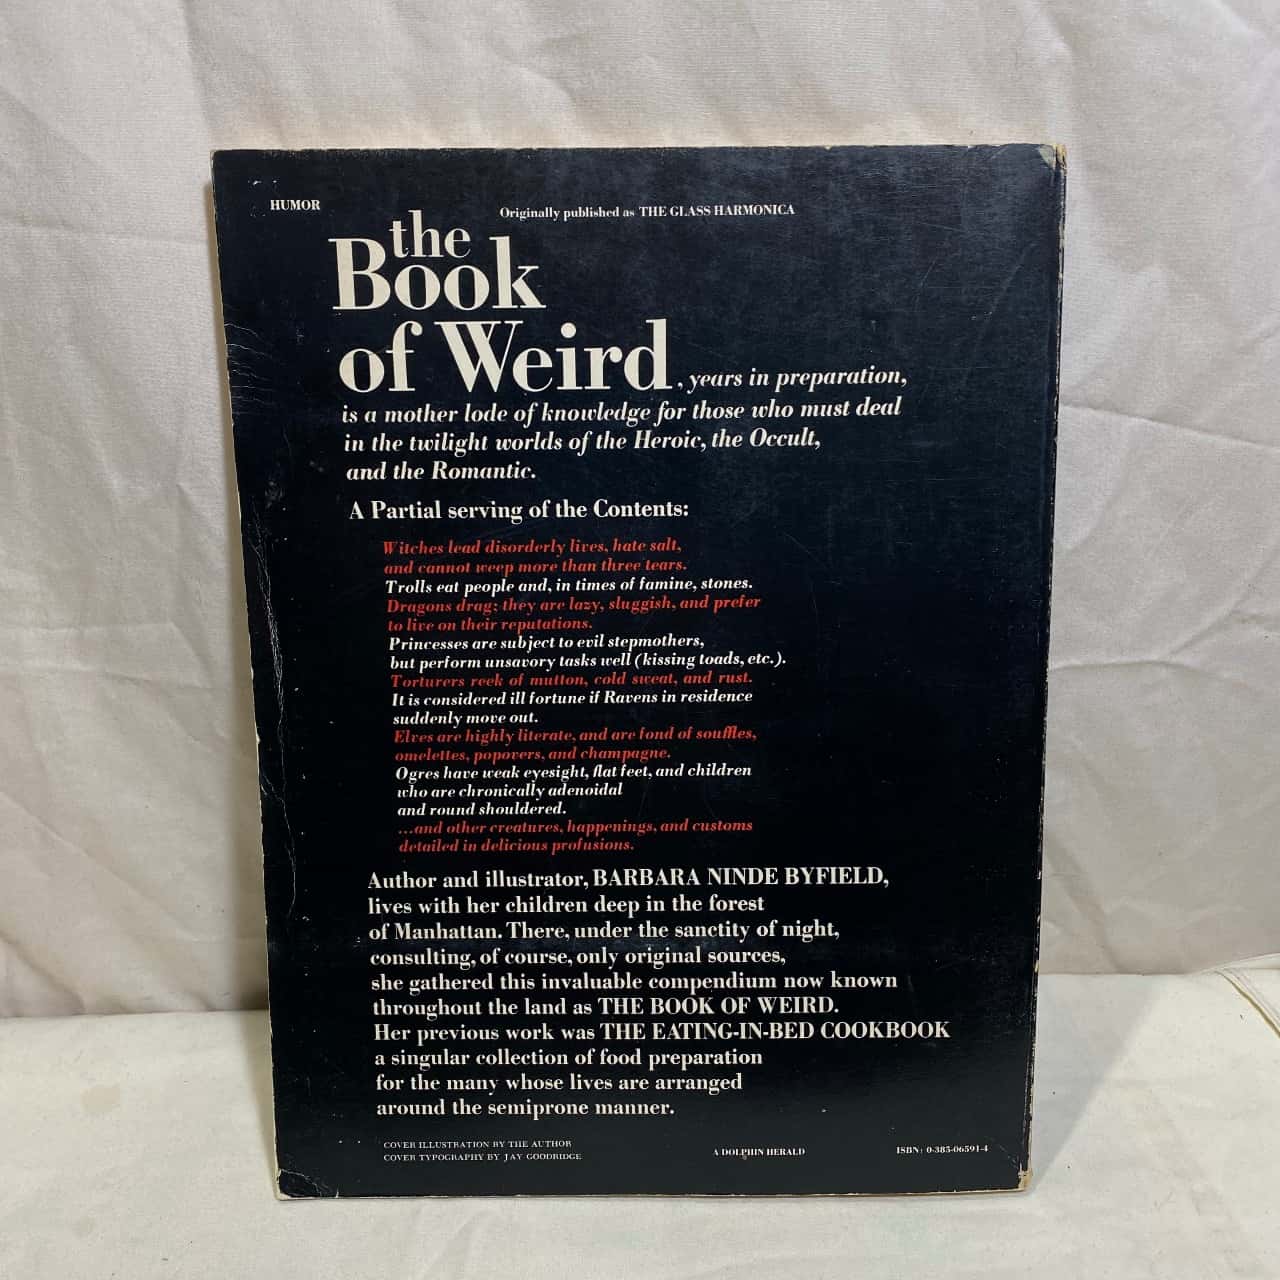 HUMOR
Originally published as THE GLASS HARMONICA
the
Book
of Weird, years in preparation,
is a mother lode of knowledge for those who must deal
in the twilight worlds of the Heroic, the Occult,
and the Romantic.
A Partial serving of the Contents:
Witches lead disorderly lives, hate salt,
and cannot weep more than three tears.
Trolls eat people and, in times of famine, stones.
Dragons drag; they are lazy, sluggish, and prefer
to live on their reputations.
Princesses are subject to evil stepmothers,
but perform unsavory tasks well (kissing toads, etc.).
Torturers reek of mutton, cold sweat, and rust.
It is considered ill fortune if Ravens in residence
suddenly move out.
Elves are highly literate, and are fond of souffles,
omelettes, popovers, and champagne.
Ogres have weak eyesight, flat feet, and children
who are chronically adenoidal
and round shouldered.
...and other creatures, happenings, and customs
detailed in delicious profusions.
Author and illustrator, BARBARA NINDE BYFIELD,
lives with her children deep in the forest
of Manhattan. There, under the sanctity of night,
consulting, of course, only original sources,
she gathered this invaluable compendium now known
throughout the land as THE BOOK OF WEIRD.
Her previous work was THE EATING-IN-BED COOKBOOK
a singular collection of food preparation
for the many whose lives are arranged
around the semiprone manner.
COVER ILLUSTRATION BY THE AUTHOR
COVER TYPOGRAPHY BY JAY GOODRIDGE
A DOLPHIN HERALD
ISBN: 0-385-06591-4